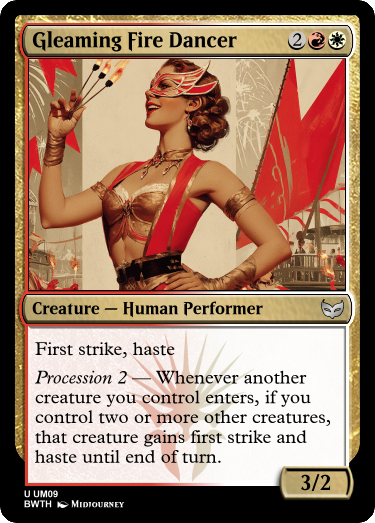 Gleaming Fire Dancer 2
Creature — Human Performer
First strike, haste
Procession 2 — Whenever another
creature you control enters, if you
control two or more other creatures,
that creature gains first strike and
haste until end of turn.
3/2
U UM09
BWTH Midjourney